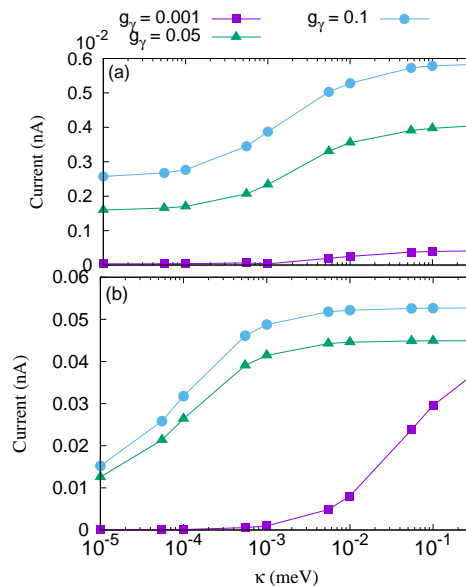 g_γ = 0.001
g_γ = 0.1
g_γ = 0.05
0.6 × 10^-2
(a)
0.5
0.4
0.3
0.2
0.1
0
Current (nA)
0.06
(b)
0.05
0.04
0.03
0.02
0.01
0
Current (nA)
10^-5 10^-4 10^-3 10^-2 10^-1
κ (meV)